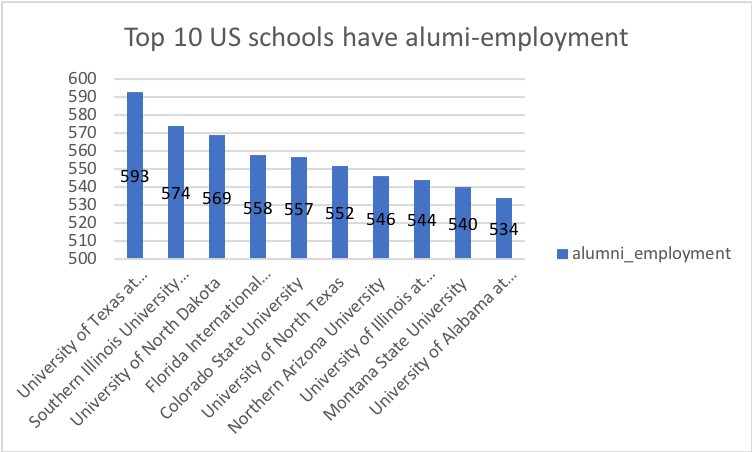 Top 10 US schools have alumi-employment
600
590
580
570
560
550
540
530
520
510
500
593
574
569
558
557
552
546
544
540
534
University of Texas at...
Southern Illinois University...
University of North Dakota
Florida International...
Colorado State University
University of North Texas
Northern Arizona University
University of Illinois at...
Montana State University
University of Alabama at...
alumni_employment